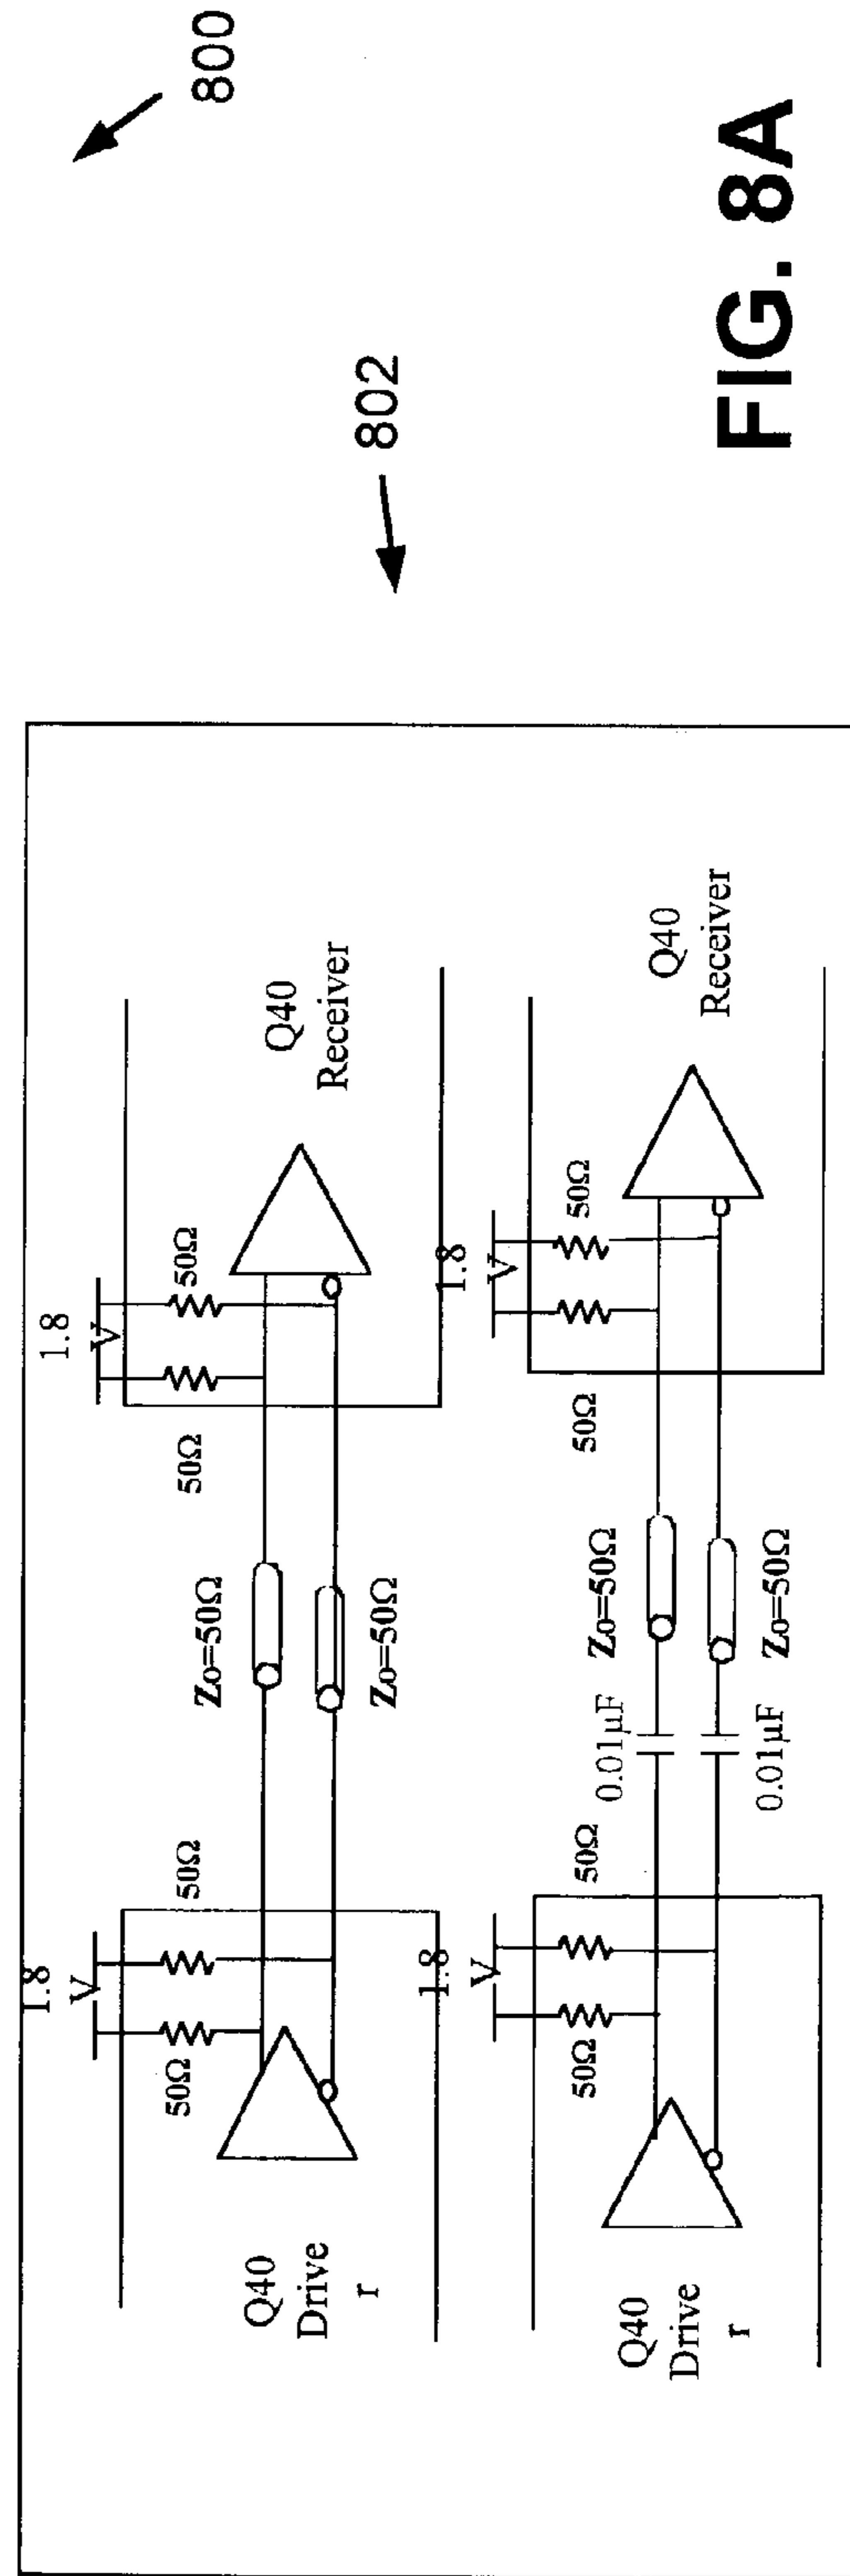 800
802
FIG. 8A
1.8
V
50Ω
50Ω
Q40
Drive
r
Zo=50Ω
Zo=50Ω
1.8
V
50Ω
50Ω
Q40
Receiver
1.8
V
50Ω
50Ω
Q40
Drive
r
0.01µF
0.01µF
Zo=50Ω
Zo=50Ω
1.8
V
50Ω
50Ω
Q40
Receiver